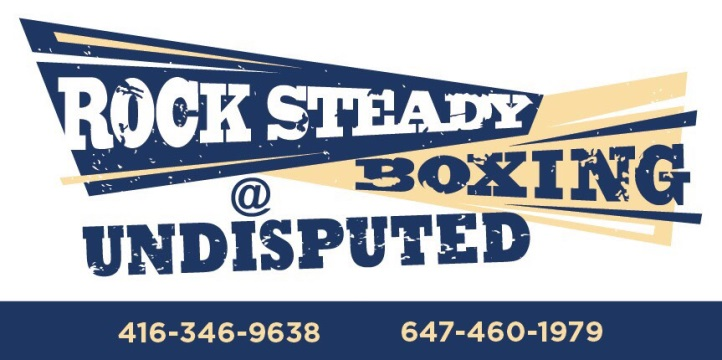 ROCK STEADY
BOXING
@
UNDISPUTED
416-346-9638 647-460-1979